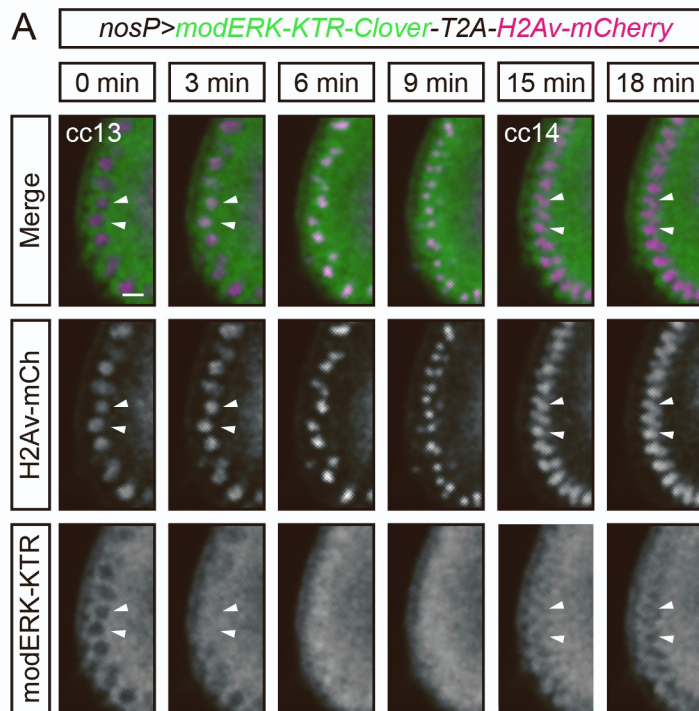 A
nosP>modERK-KTR-Clover-T2A-H2Av-mCherry
0 min 3 min 6 min 9 min 15 min 18 min
Merge
cc13 cc14
H2Av-mCh
modERK-KTR